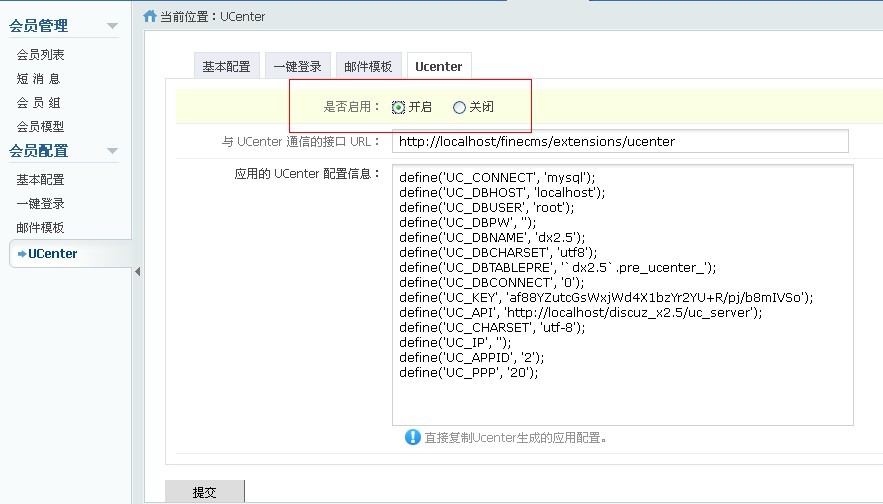 会员管理
会员列表
短 消 息
会 员 组
会员模型
会员配置
基本配置
一键登录
邮件模板
UCenter
当前位置：UCenter
基本配置 一键登录 邮件模板 Ucenter
是否启用： 开启 关闭
与 UCenter 通信的接口 URL： http://localhost/finecms/extensions/ucenter
应用的 UCenter 配置信息：
define('UC_CONNECT', 'mysql');
define('UC_DBHOST', 'localhost');
define('UC_DBUSER', 'root');
define('UC_DBPW', '');
define('UC_DBNAME', 'dx2.5');
define('UC_DBCHARSET', 'utf8');
define('UC_DBTABLEPRE', '`dx2.5`.pre_ucenter_');
define('UC_DBCONNECT', '0');
define('UC_KEY', 'af88YZutcGsWxjWd4X1bzYr2YU+R/pj/b8mIVSo');
define('UC_API', 'http://localhost/discuz_x2.5/uc_server');
define('UC_CHARSET', 'utf-8');
define('UC_IP', '');
define('UC_APPID', '2');
define('UC_PPP', '20');
直接复制Ucenter生成的应用配置。
提交